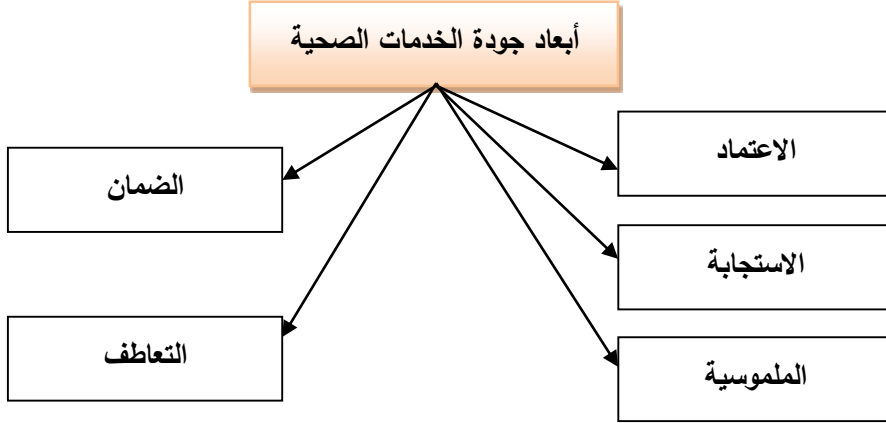 أبعاد جودة الخدمات الصحية
الاعتماد
الضمان
الاستجابة
التعاطف
الملموسية